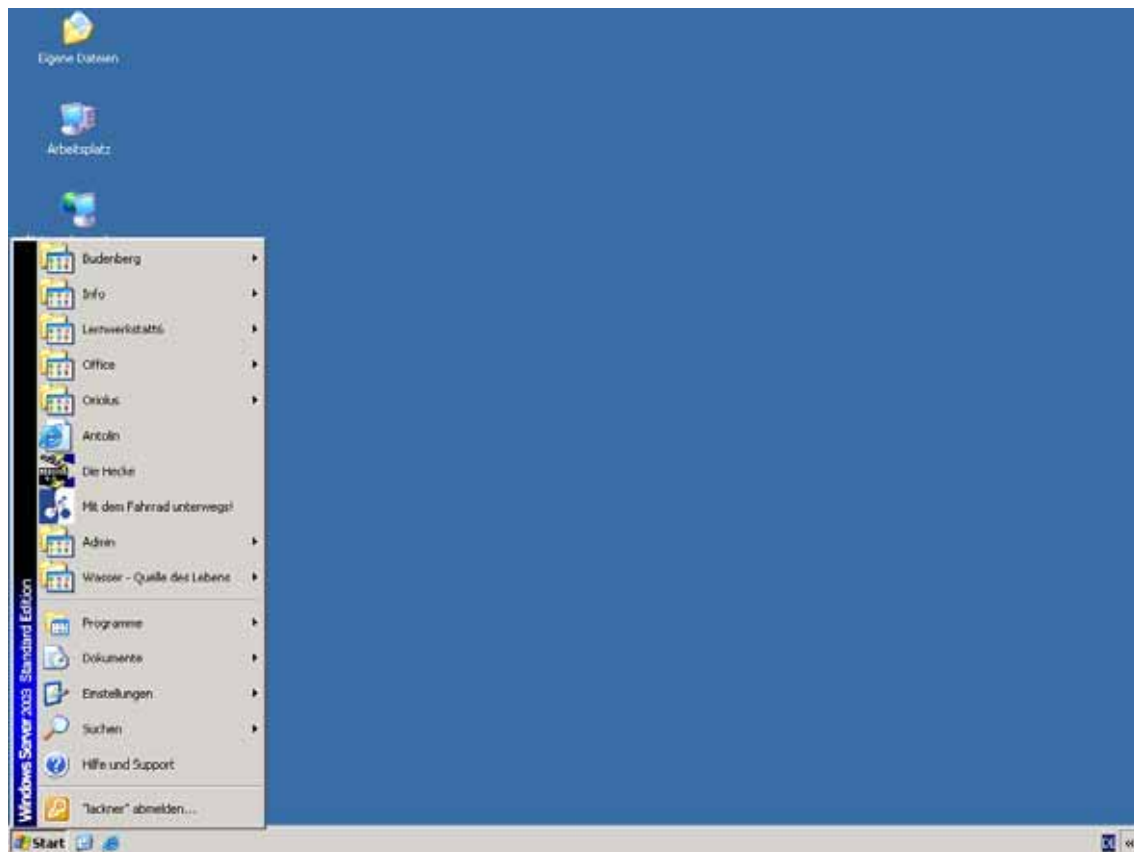 Eigene Dateien
Arbeitsplatz
Budenberg
Info
Lernwerkstatt6
Office
Oriolus
Antolin
Die Hecke
Mit dem Fahrrad unterwegs!
Admin
Wasser - Quelle des Lebens
Programme
Dokumente
Einstellungen
Suchen
Hilfe und Support
"lackner" abmelden...
Windows Server 2003 Standard Edition
Start
DE